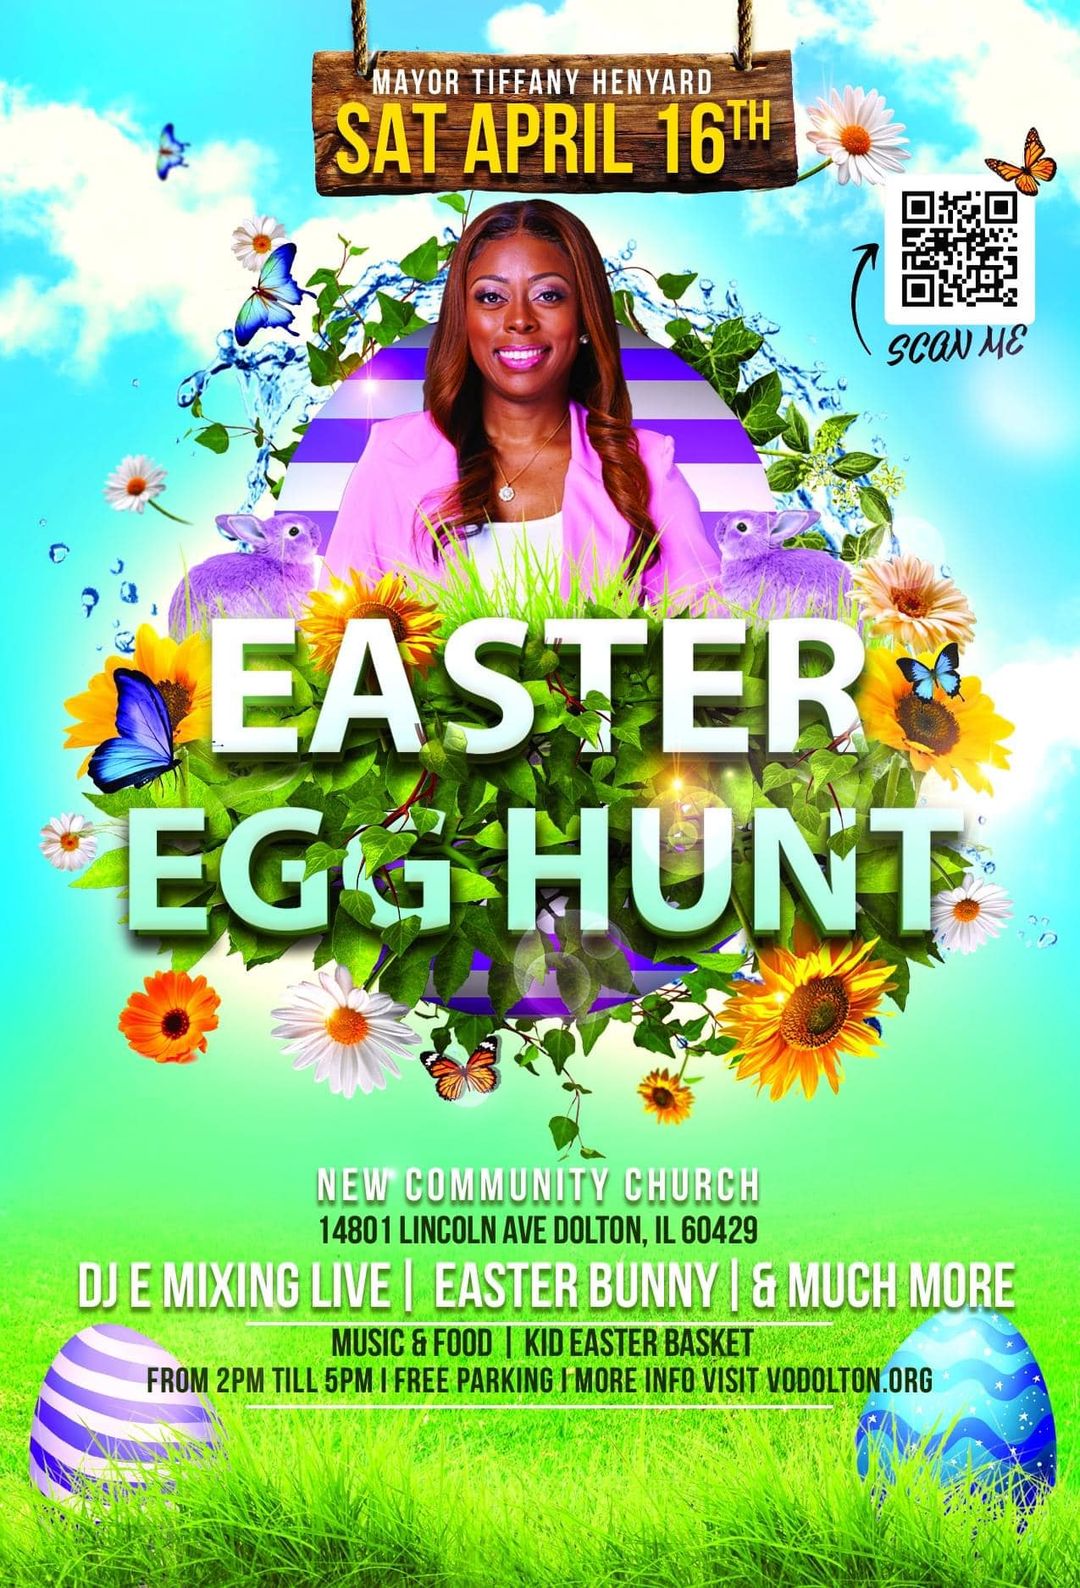 MAYOR TIFFANY HENYARD
SAT APRIL 16TH
SCAN ME
EASTER
EGG HUNT
NEW COMMUNITY CHURCH
14801 LINCOLN AVE DOLTON, IL 60429
DJ E MIXING LIVE | EASTER BUNNY | & MUCH MORE
MUSIC & FOOD | KID EASTER BASKET
FROM 2PM TILL 5PM I FREE PARKING I MORE INFO VISIT VODOLTON.ORG